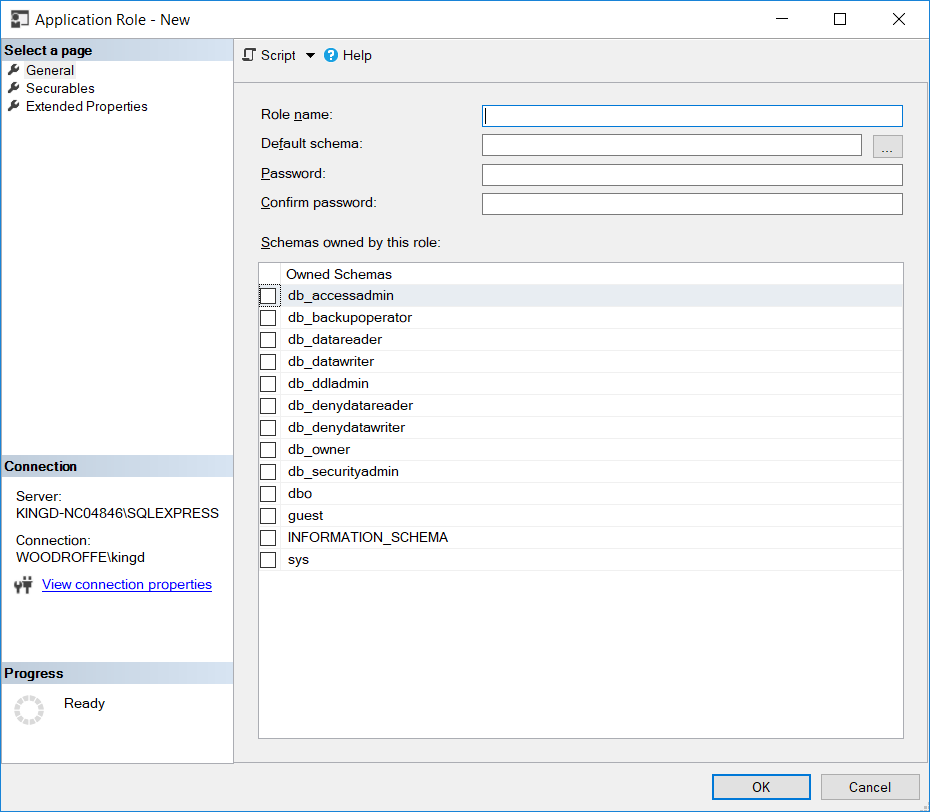 Application Role - New
Select a page
General
Securables
Extended Properties
Script
Help
Role name:
Default schema:
...
Password:
Confirm password:
Schemas owned by this role:
Owned Schemas
db_accessadmin
db_backupoperator
db_datareader
db_datawriter
db_ddladmin
db_denydatareader
db_denydatawriter
db_owner
db_securityadmin
dbo
guest
INFORMATION_SCHEMA
sys
Connection
Server:
KINGD-NC04846\SQLEXPRESS
Connection:
WOODROFFE\kingd
View connection properties
Progress
Ready
OK
Cancel